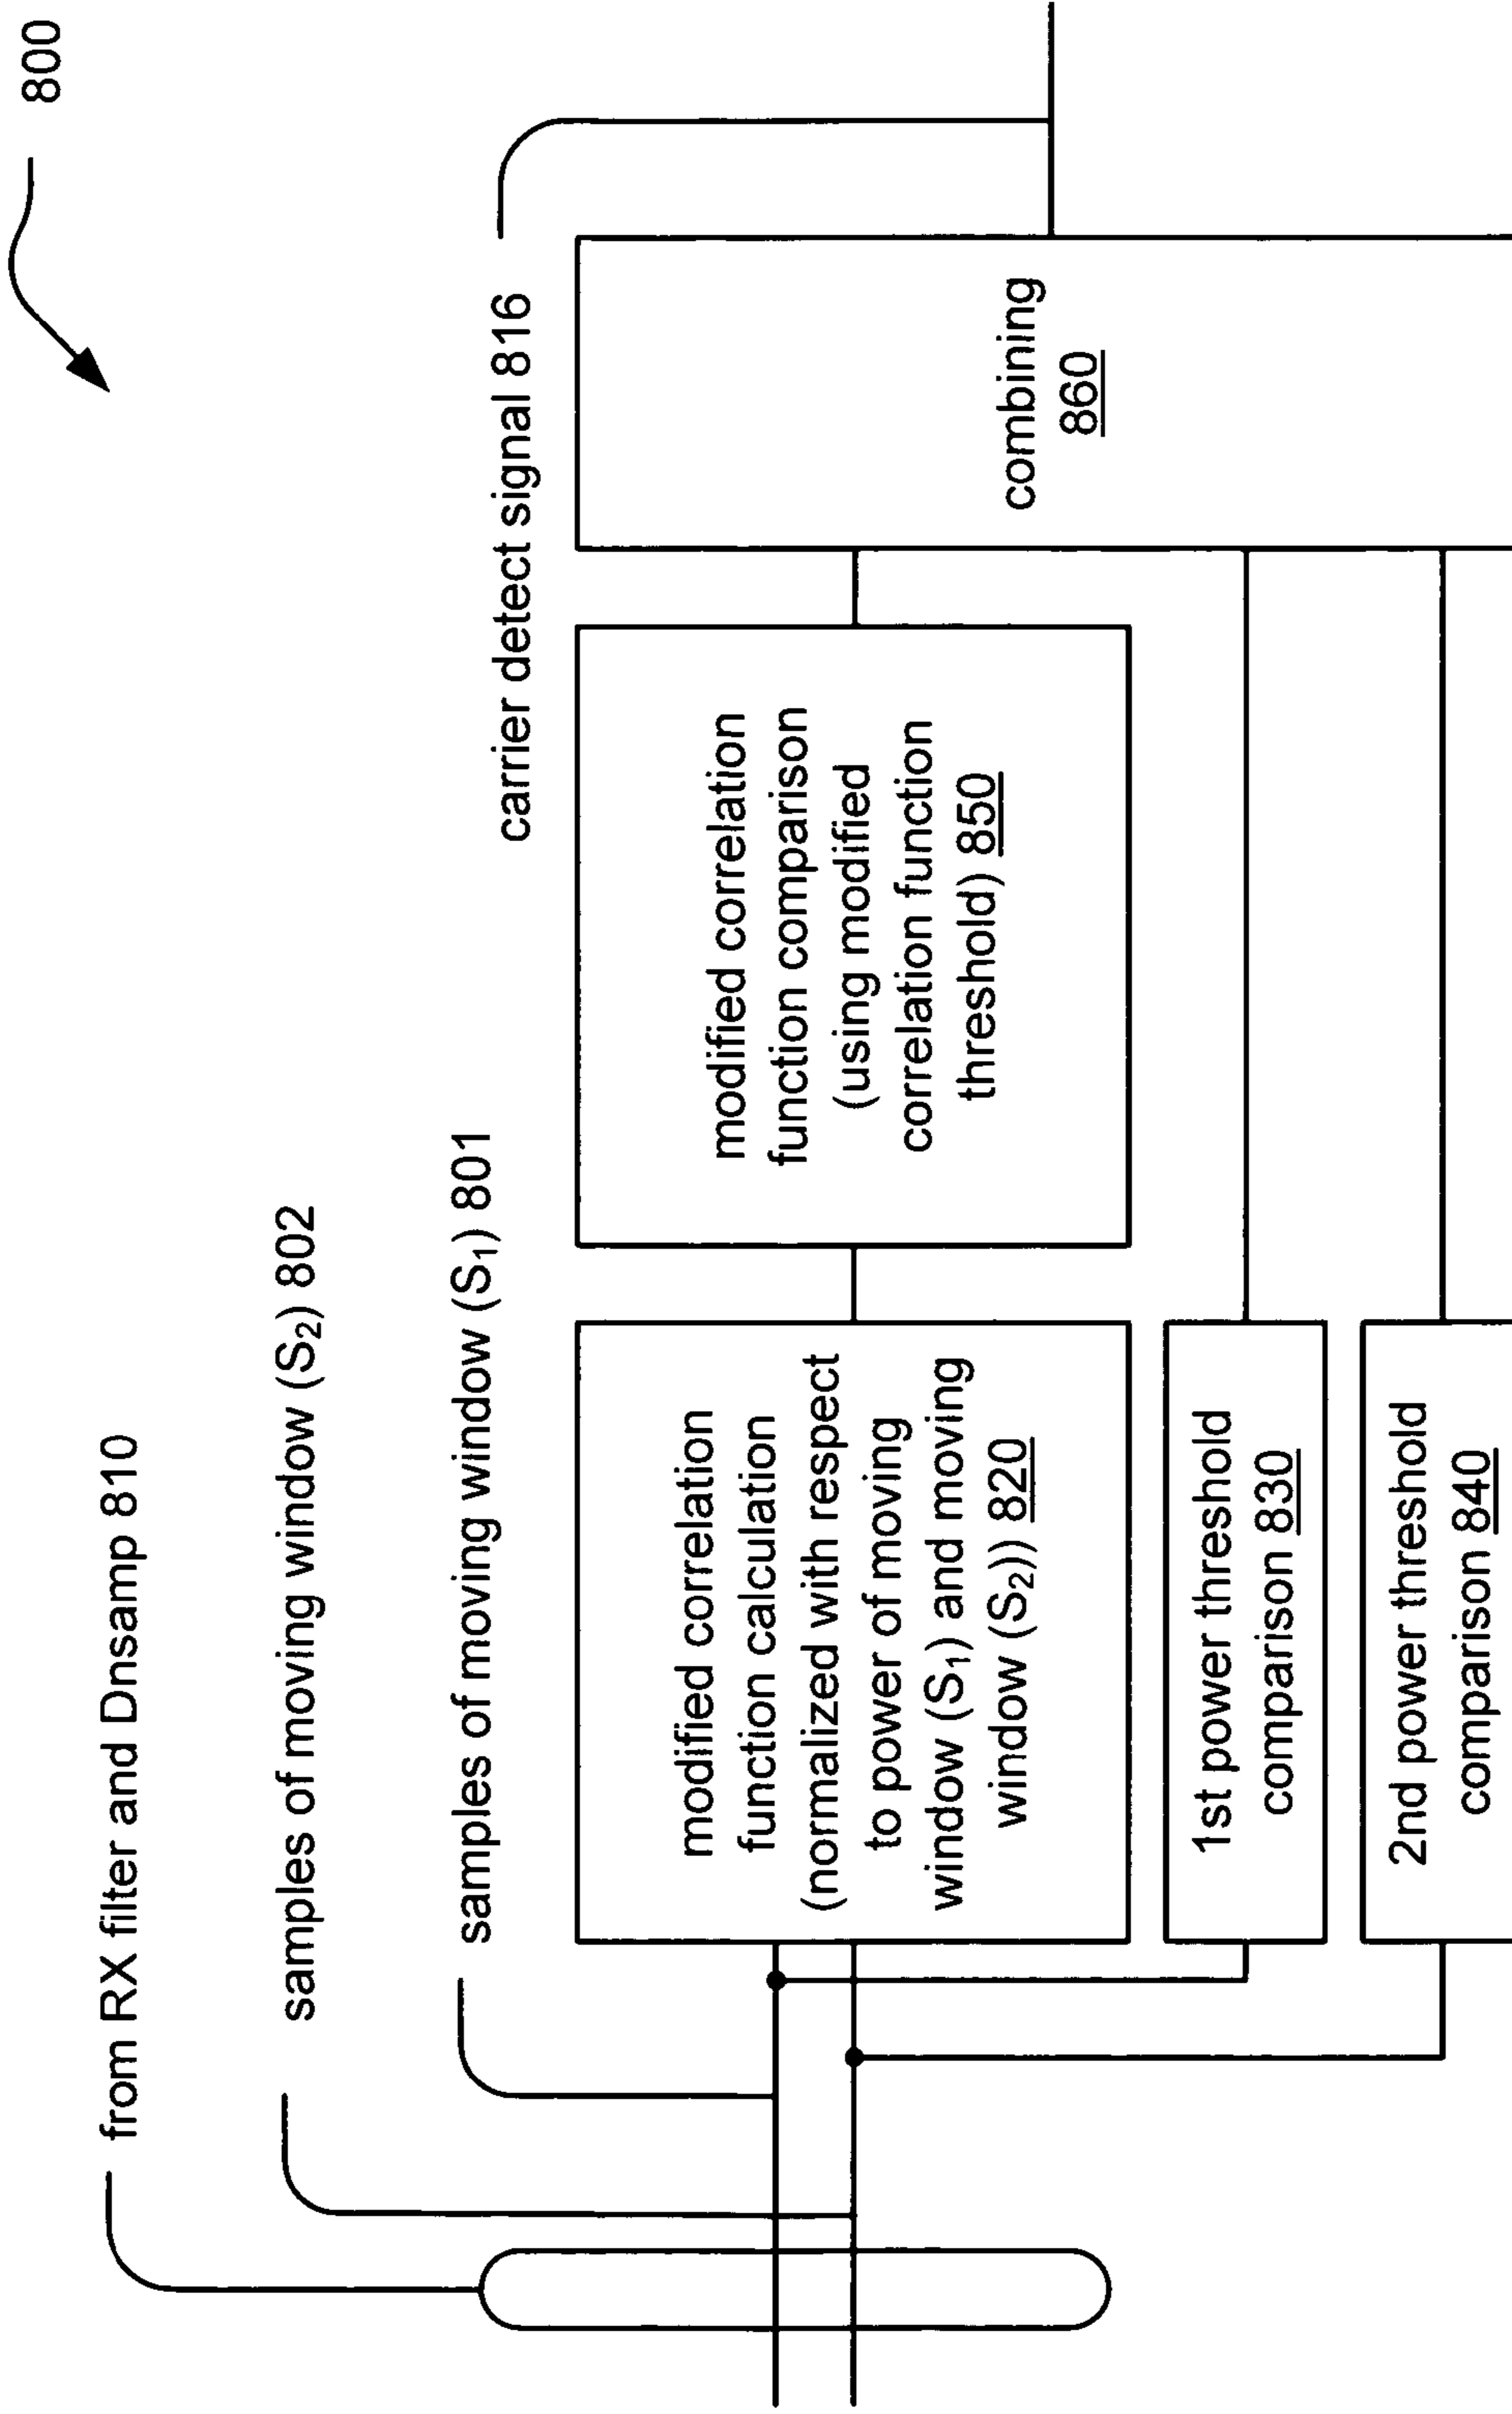 800
from RX filter and Dnsamp 810
samples of moving window (S₂) 802
samples of moving window (S₁) 801
carrier detect signal 816
modified correlation
function calculation
(normalized with respect
to power of moving
window (S₁) and moving
window (S₂)) 820
modified correlation
function comparison
(using modified
correlation function
threshold) 850
combining
860
1st power threshold
comparison 830
2nd power threshold
comparison 840